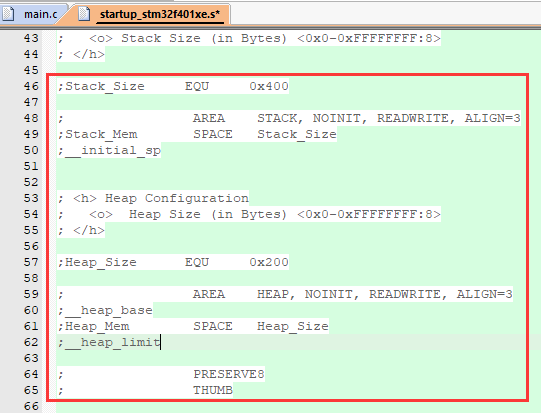 main.c startup_stm32f401xe.s*
43 ;   <o> Stack Size (in Bytes) <0x0-0xFFFFFFFF:8>
44 ; </h>
45
46 ;Stack_Size     EQU     0x400
47
48 ;                AREA    STACK, NOINIT, READWRITE, ALIGN=3
49 ;Stack_Mem       SPACE   Stack_Size
50 ;__initial_sp
51
52
53 ; <h> Heap Configuration
54 ;   <o>  Heap Size (in Bytes) <0x0-0xFFFFFFFF:8>
55 ; </h>
56
57 ;Heap_Size      EQU     0x200
58
59 ;                AREA    HEAP, NOINIT, READWRITE, ALIGN=3
60 ;__heap_base
61 ;Heap_Mem        SPACE   Heap_Size
62 ;__heap_limit
63
64 ;                PRESERVE8
65 ;                THUMB
66